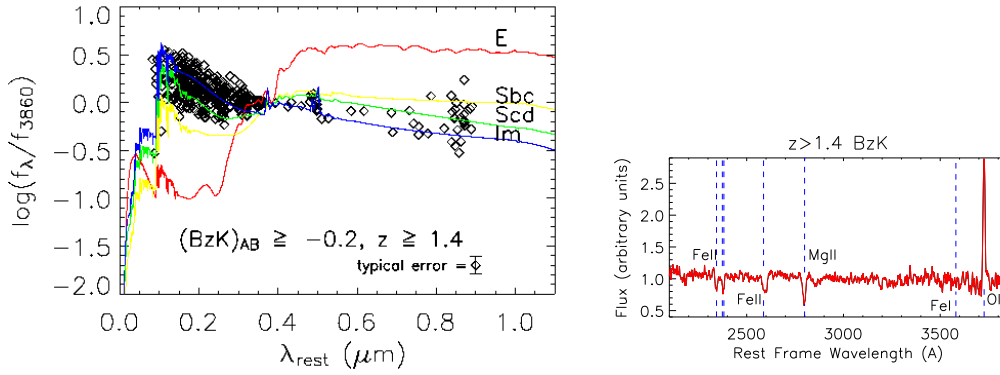 log(fλ/f3860)
1.0
0.5
0.0
-0.5
-1.0
-1.5
-2.0
E
Sbc
Scd
Im
(BzK)AB ≧ -0.2, z ≧ 1.4
typical error =
0.0 0.2 0.4 0.6 0.8 1.0
λrest (μm)
z>1.4 BzK
Flux (arbitrary units)
2.5
2.0
1.5
1.0
0.5
FeII
FeII
MgII
FeI
2500 3000 3500
Rest Frame Wavelength (A)